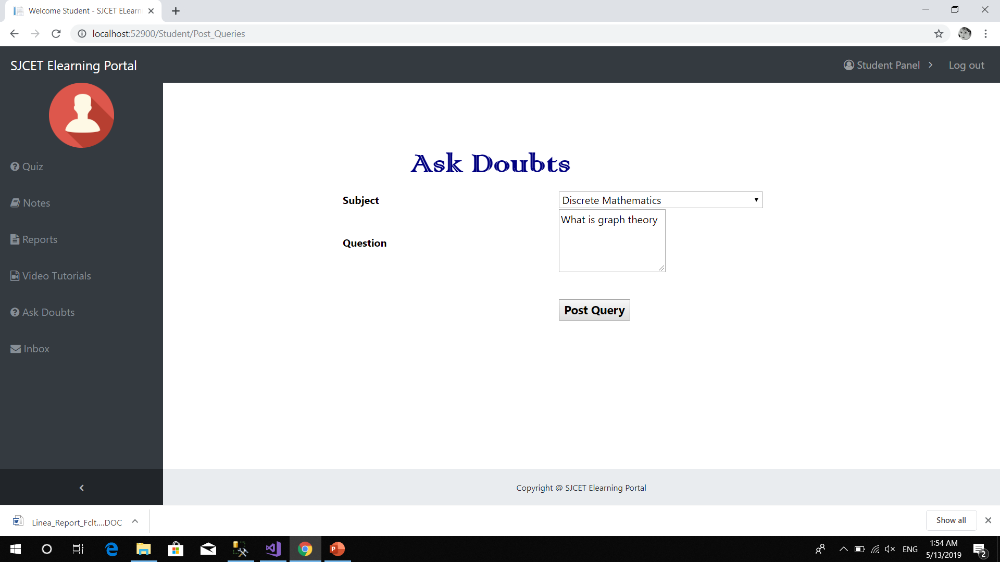 Welcome Student - SJCET ELearn
localhost:52900/Student/Post_Queries
SJCET Elearning Portal
Student Panel
Log out
Quiz
Notes
Reports
Video Tutorials
Ask Doubts
Inbox
Ask Doubts
Subject
Discrete Mathematics
Question
What is graph theory
Post Query
Copyright @ SJCET Elearning Portal
Linea_Report_Fclt....DOC
Show all
ENG
1:54 AM
5/13/2019
2